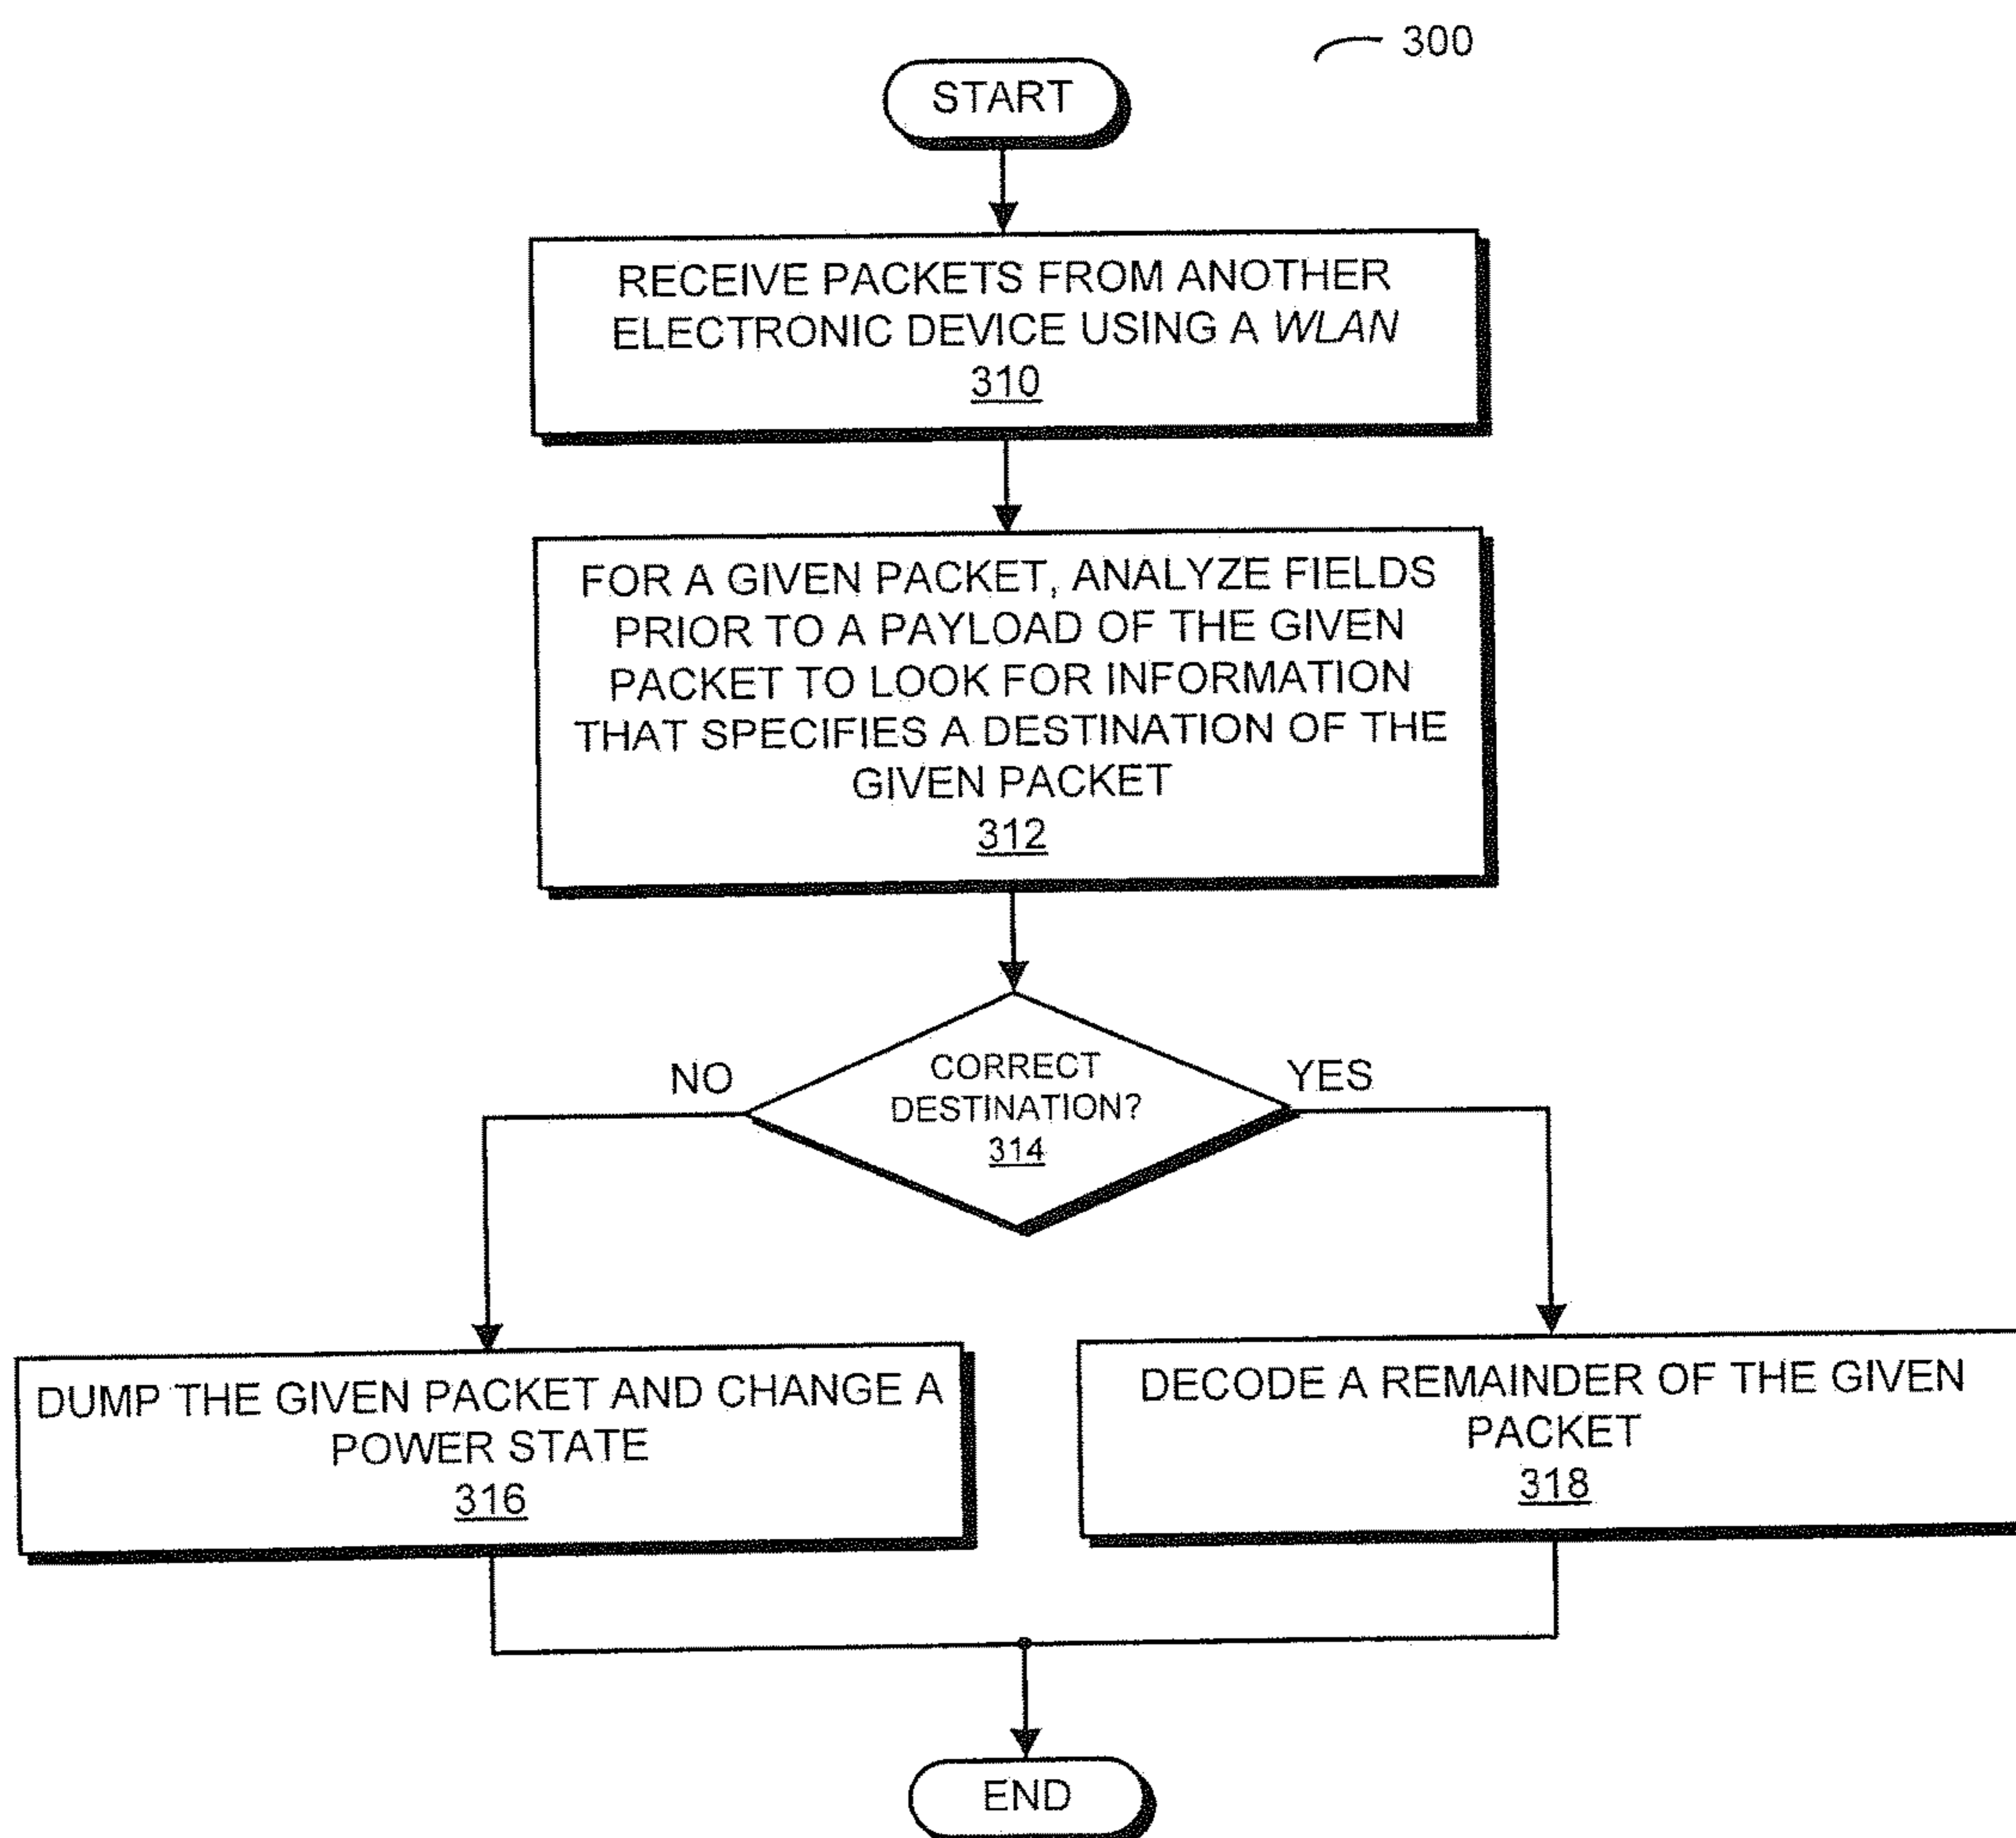 300
START
RECEIVE PACKETS FROM ANOTHER
ELECTRONIC DEVICE USING A WLAN
310
FOR A GIVEN PACKET, ANALYZE FIELDS
PRIOR TO A PAYLOAD OF THE GIVEN
PACKET TO LOOK FOR INFORMATION
THAT SPECIFIES A DESTINATION OF THE
GIVEN PACKET
312
NO
CORRECT
DESTINATION?
314
YES
DUMP THE GIVEN PACKET AND CHANGE A
POWER STATE
316
DECODE A REMAINDER OF THE GIVEN
PACKET
318
END